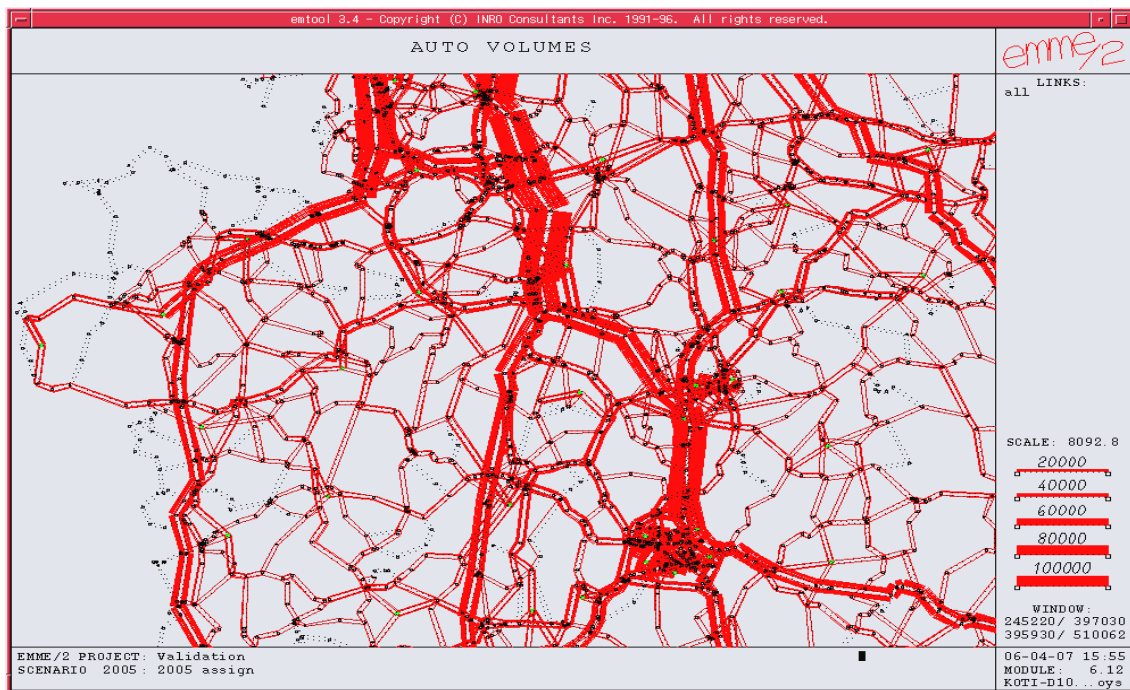 emtool 3.4 - Copyright (C) INRO Consultants Inc. 1991-96. All rights reserved.
AUTO VOLUMES
emme/2
LINKS:
all
SCALE: 8092.8
20000
40000
60000
80000
100000
WINDOW:
245220/ 397030
395930/ 510062
EMME/2 PROJECT: Validation
SCENARIO 2005: 2005 assign
06-04-07 15:55
MODULE: 6.12
KOTI-D10...oys